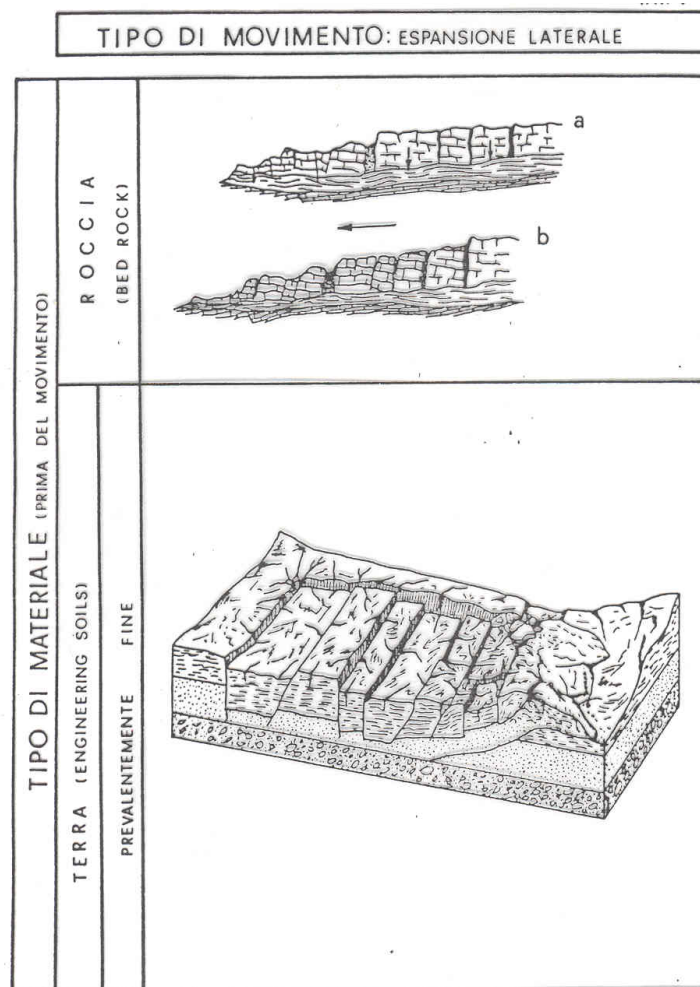 TIPO DI MOVIMENTO: ESPANSIONE LATERALE
TIPO DI MATERIALE (PRIMA DEL MOVIMENTO)
ROCCIA
(BED ROCK)
a
b
TERRA (ENGINEERING SOILS)
PREVALENTEMENTE FINE